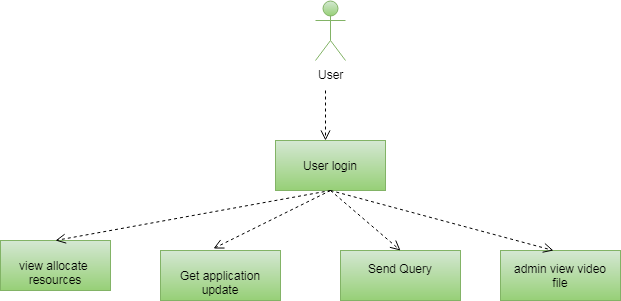 User
User login
view allocate
resources
Get application
update
Send Query
admin view video
file